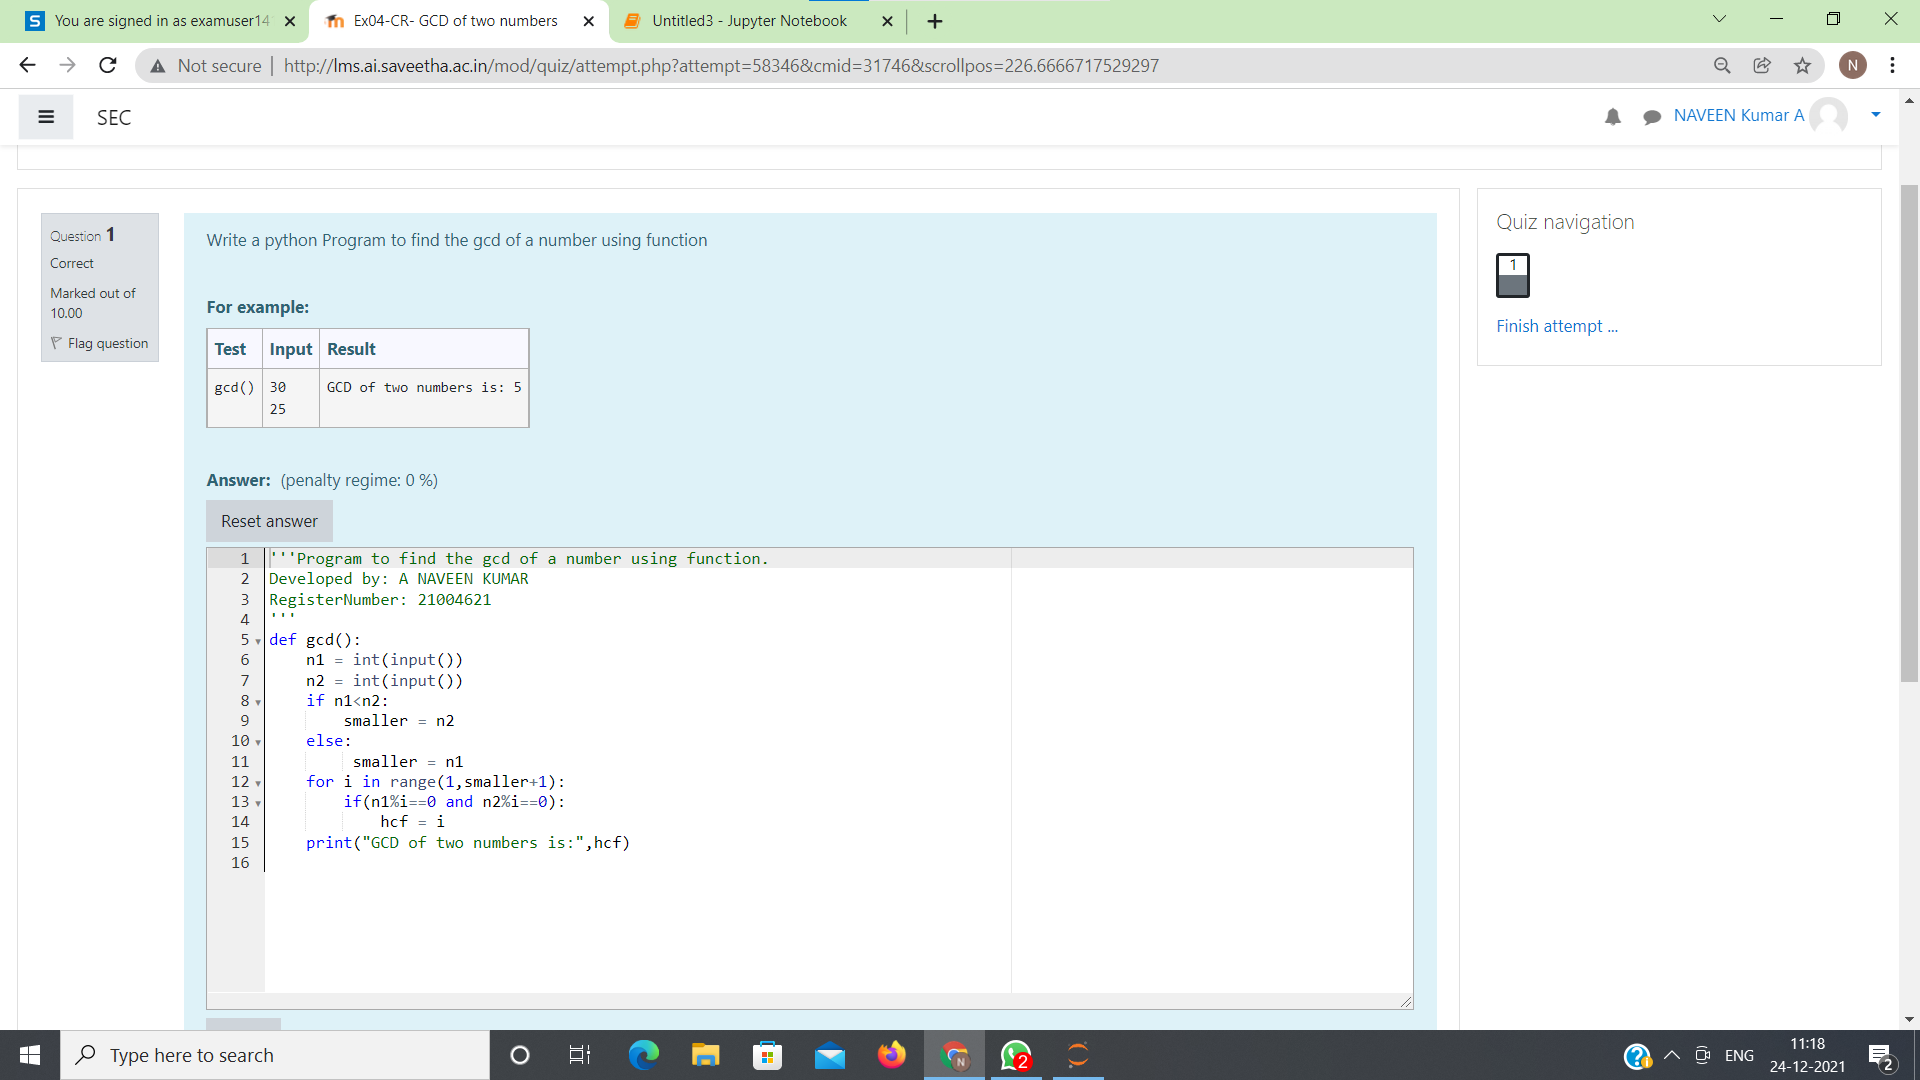 You are signed in as examuser14
Ex04-CR- GCD of two numbers
Untitled3 - Jupyter Notebook
Not secure
http://lms.ai.saveetha.ac.in/mod/quiz/attempt.php?attempt=58346&cmid=31746&scrollpos=226.6666717529297
N
SEC
NAVEEN Kumar A
Question 1
Correct
Marked out of
10.00
Flag question
Write a python Program to find the gcd of a number using function
For example:
Test Input Result
gcd() 30 GCD of two numbers is: 5
25
Answer: (penalty regime: 0 %)
Reset answer
1 '''Program to find the gcd of a number using function.
2 Developed by: A NAVEEN KUMAR
3 RegisterNumber: 21004621
4 '''
5 def gcd():
6     n1 = int(input())
7     n2 = int(input())
8     if n1<n2:
9         smaller = n2
10     else:
11          smaller = n1
12     for i in range(1,smaller+1):
13         if(n1%i==0 and n2%i==0):
14             hcf = i
15     print("GCD of two numbers is:",hcf)
16
Quiz navigation
1
Finish attempt ...
Type here to search
N
2
ENG
11:18
24-12-2021
2